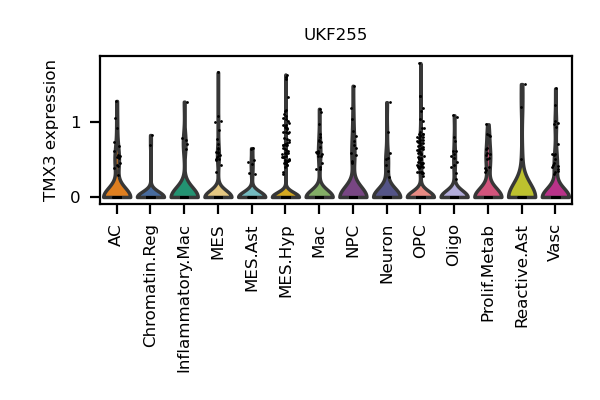 UKF255
TMX3 expression
1
0
AC
Chromatin.Reg
Inflammatory.Mac
MES
MES.Ast
MES.Hyp
Mac
NPC
Neuron
OPC
Oligo
Prolif.Metab
Reactive.Ast
Vasc